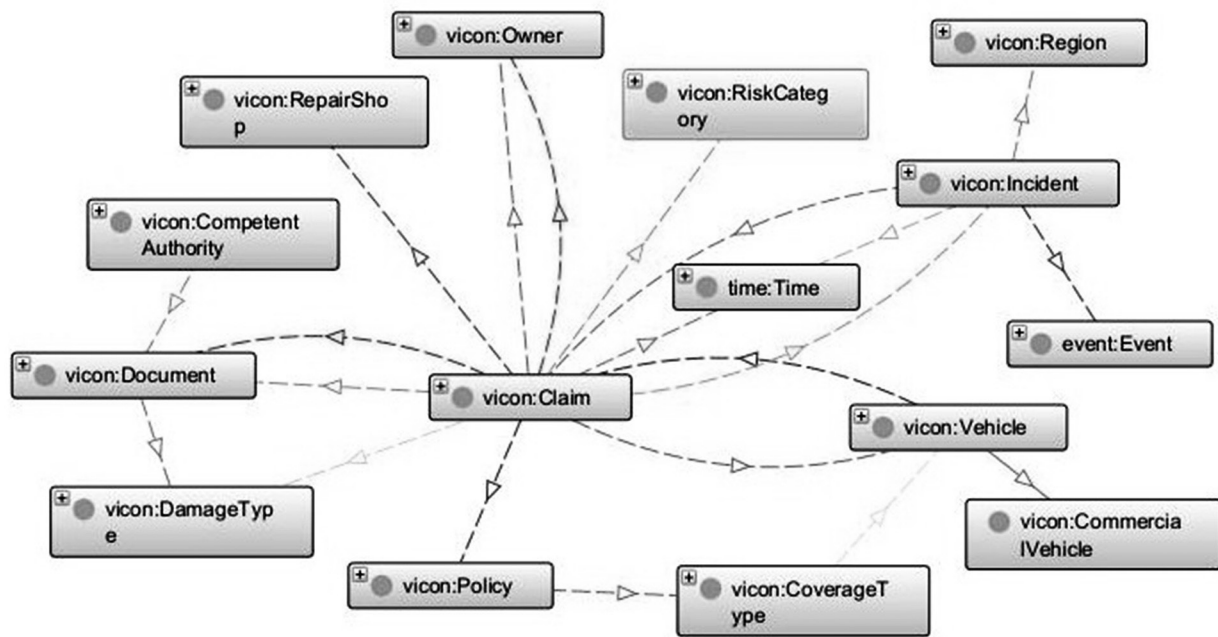 vicon:Owner
vicon:Region
vicon:RepairSho
p
vicon:RiskCateg
ory
vicon:Incident
vicon:Competent
Authority
time:Time
event:Event
vicon:Document
vicon:Claim
vicon:Vehicle
vicon:DamageTyp
e
vicon:Commercia
lVehicle
vicon:Policy
vicon:CoverageT
ype